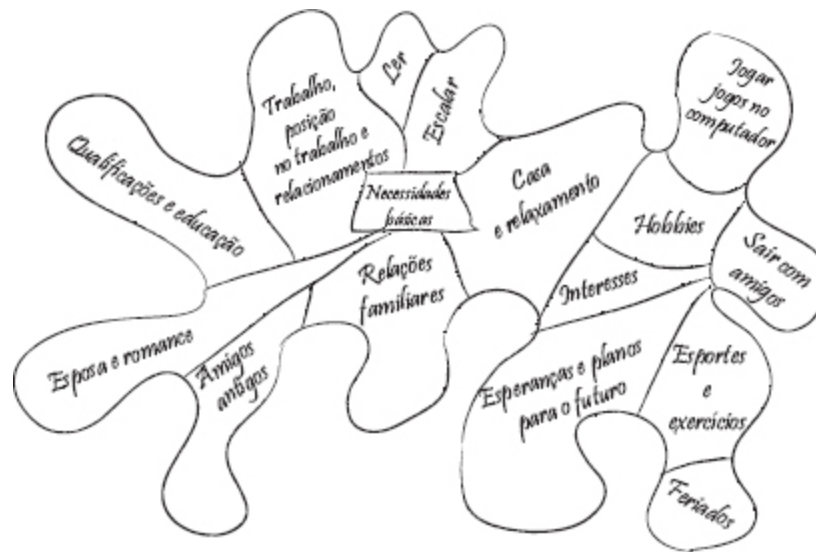 Trabalho,
posição
no trabalho e
relacionamentos
Ler
Escalar
Jogar
jogos no
computador
Qualificações e educação
Necessidades
básicas
Casa
e relaxamento
Hobbies
Sair com
amigos
Interesses
Relações
familiares
Esposa e romance
Amigos
antigos
Esperanças e planos
para o futuro
Esportes
e
exercícios
Feriados